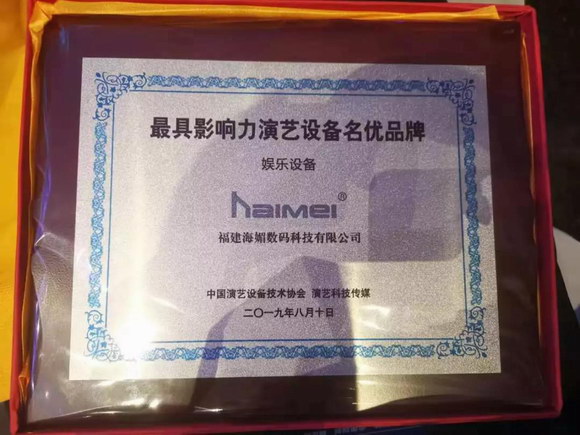 最具影响力演艺设备名优品牌
娱乐设备
haimei®
福建海媚数码科技有限公司
中国演艺设备技术协会 演艺科技传媒
二〇一九年八月十日